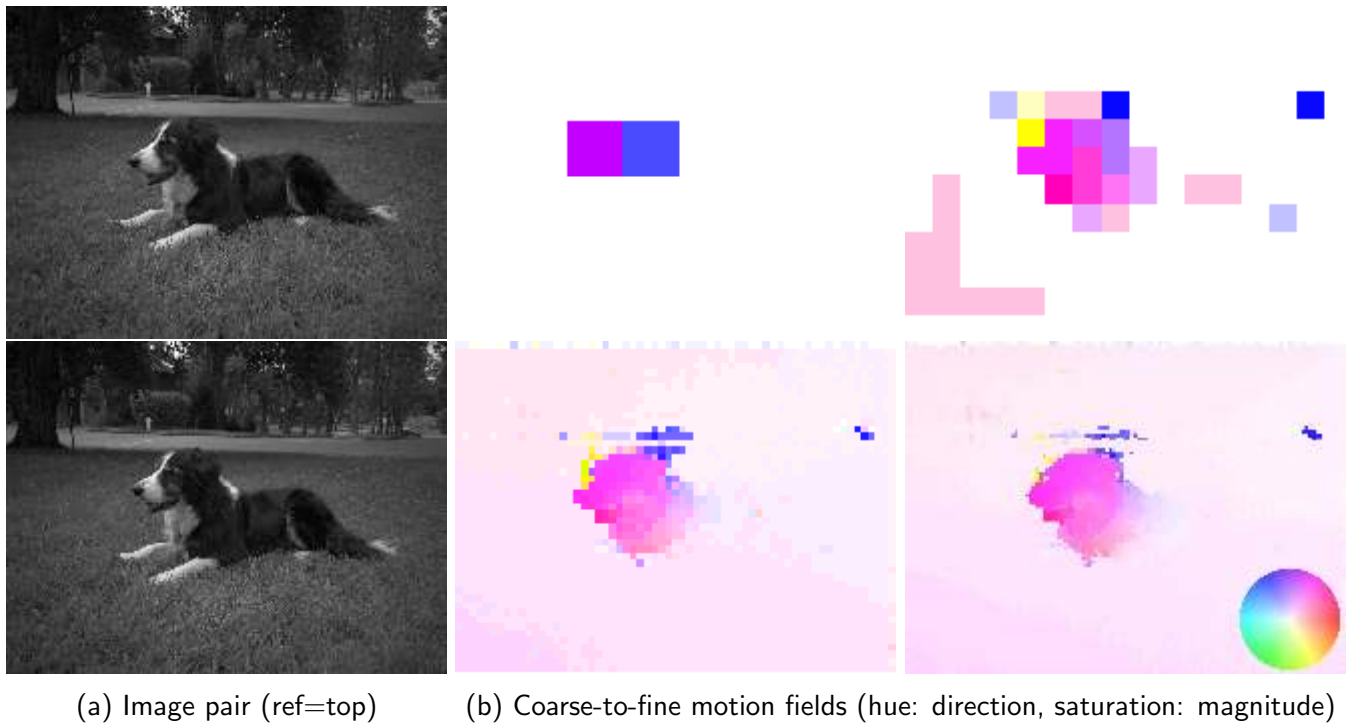 (a) Image pair (ref=top)
(b) Coarse-to-fine motion fields (hue: direction, saturation: magnitude)